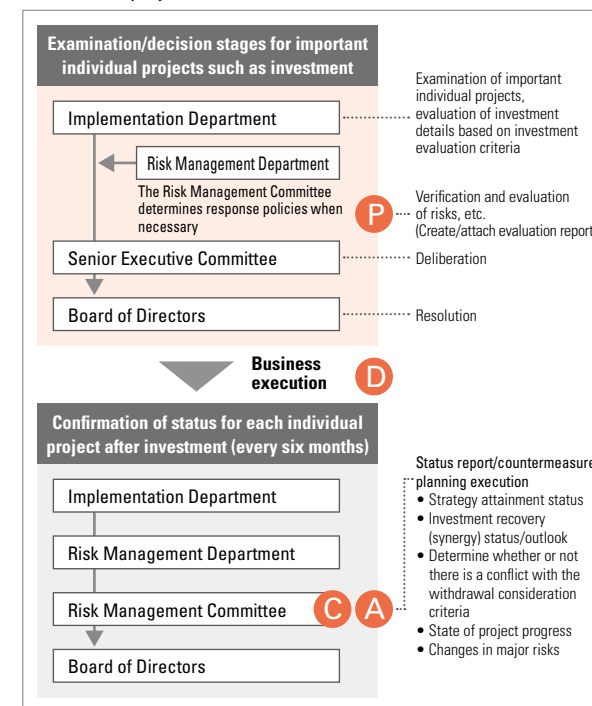 Examination/decision stages for important
individual projects such as investment
Implementation Department
Examination of important
individual projects,
evaluation of investment
details based on investment
evaluation criteria
Risk Management Department
The Risk Management Committee
determines response policies when
necessary
P
Verification and evaluation
of risks, etc.
(Create/attach evaluation report
Senior Executive Committee
Deliberation
Board of Directors
Resolution
Business
execution
D
Confirmation of status for each individual
project after investment (every six months)
Implementation Department
Risk Management Department
Risk Management Committee
C A
Board of Directors
Status report/countermeasure
planning execution
• Strategy attainment status
• Investment recovery
(synergy) status/outlook
• Determine whether or not
there is a conflict with the
withdrawal consideration
criteria
• State of project progress
• Changes in major risks